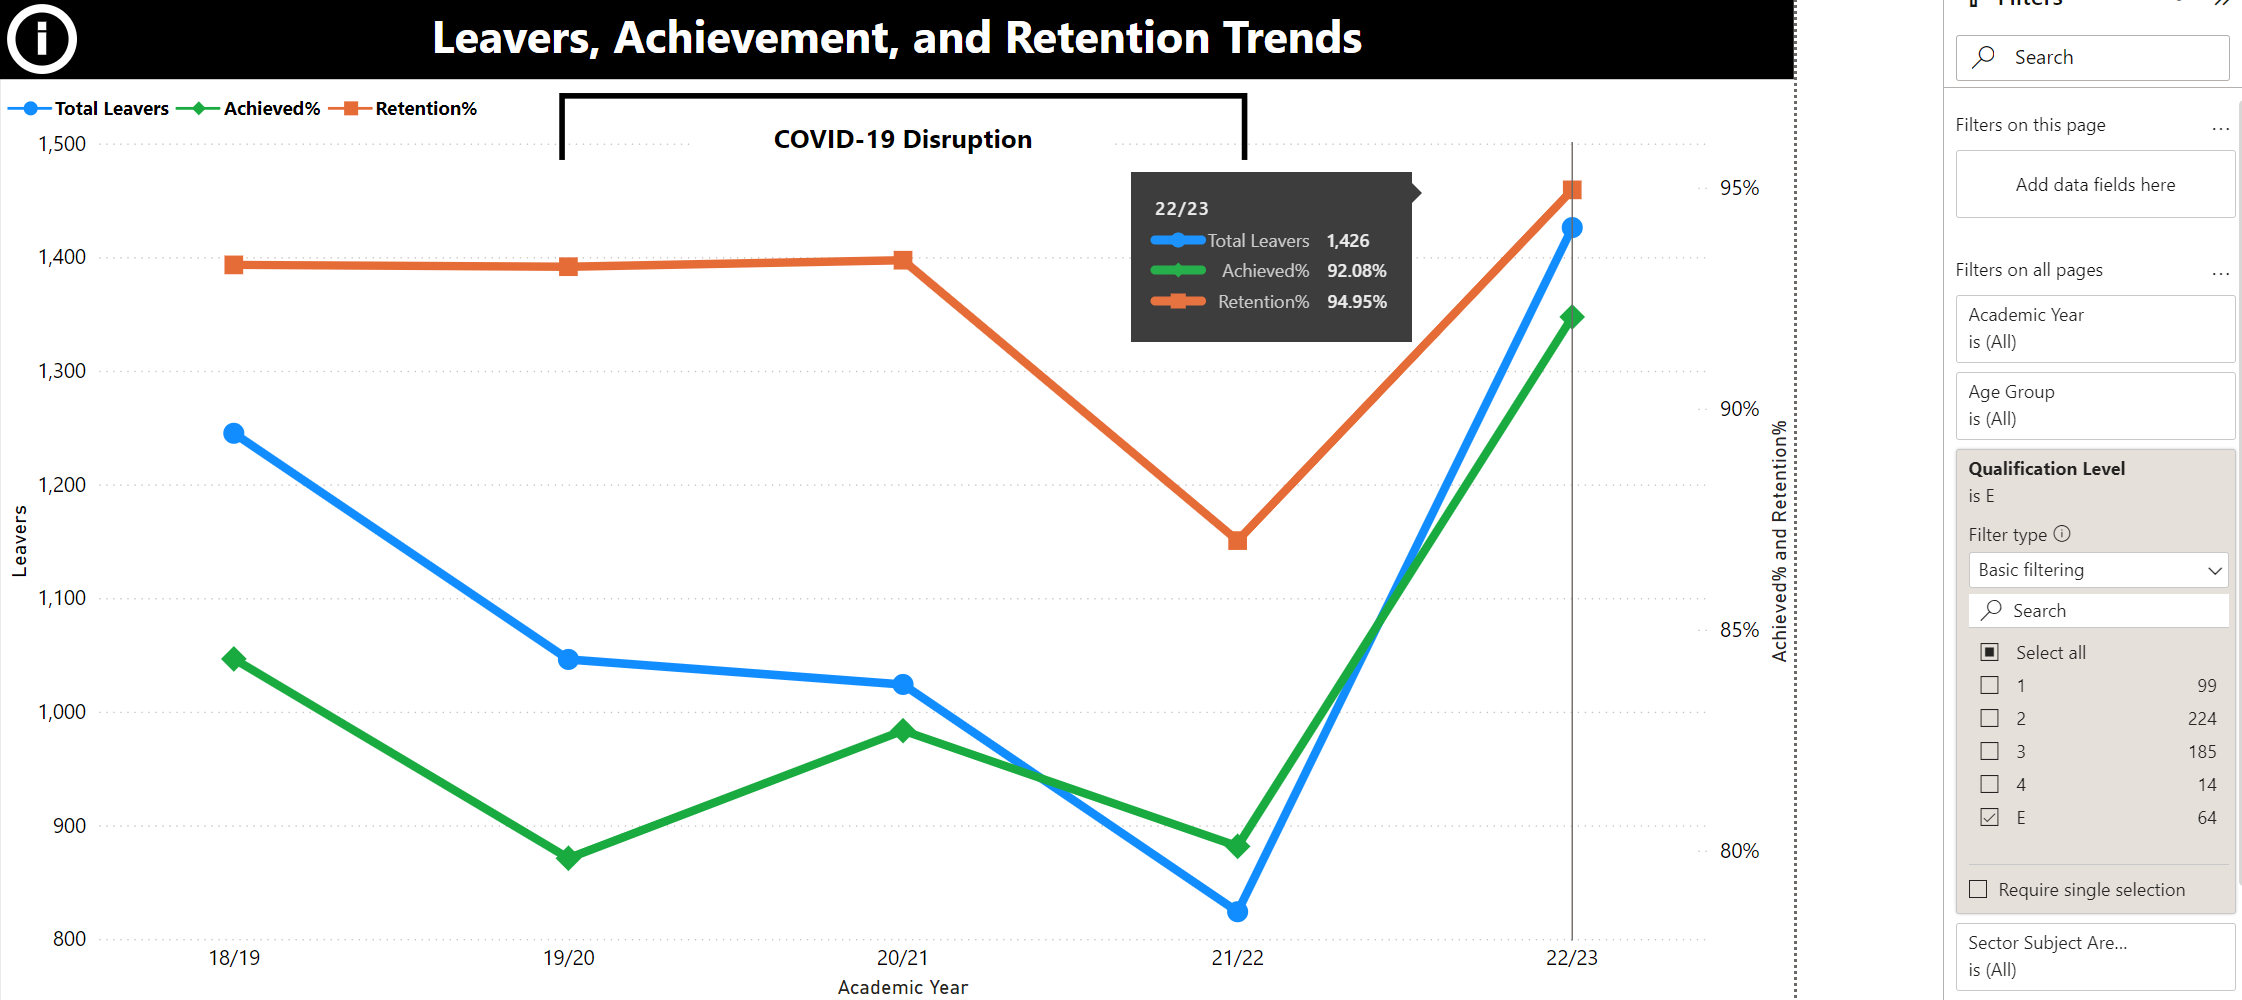 Leavers, Achievement, and Retention Trends
Total Leavers Achieved% Retention%
COVID-19 Disruption
1,500
1,400
1,300
1,200
1,100
1,000
900
800
Leavers
95%
90%
85%
80%
Achieved% and Retention%
22/23
Total Leavers 1,426
Achieved% 92.08%
Retention% 94.95%
18/19 19/20 20/21 21/22 22/23
Academic Year
Filters
Search
Filters on this page ...
Add data fields here
Filters on all pages ...
Academic Year
is (All)
Age Group
is (All)
Qualification Level
is E
Filter type
Basic filtering
Search
Select all
1 99
2 224
3 185
4 14
E 64
Require single selection
Sector Subject Are...
is (All)